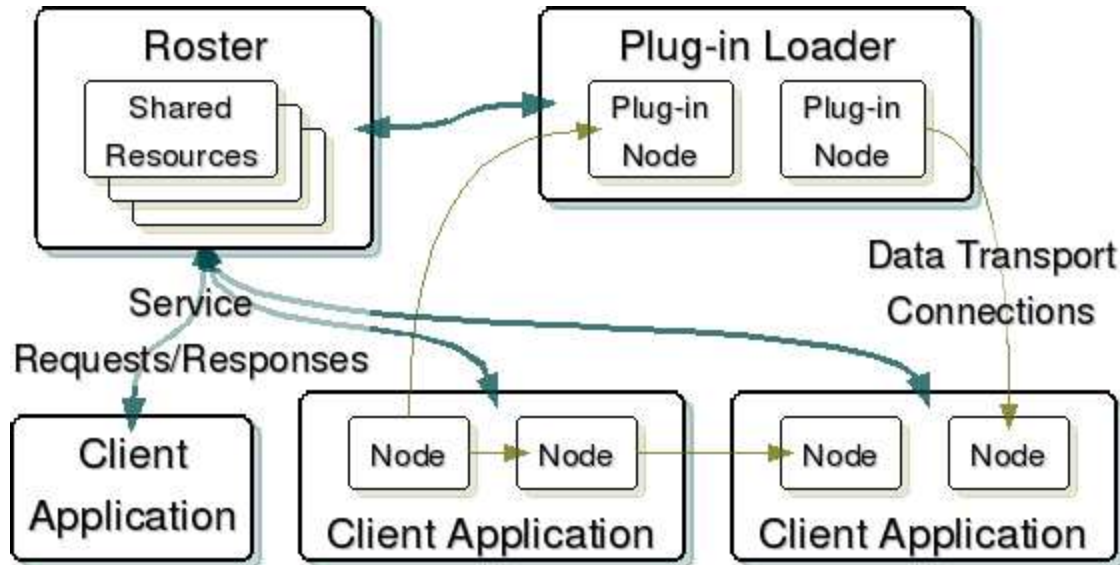 Roster
Shared
Resources
Plug-in Loader
Plug-in
Node
Plug-in
Node
Data Transport
Connections
Service
Requests/Responses
Client
Application
Node
Node
Client Application
Node
Node
Client Application